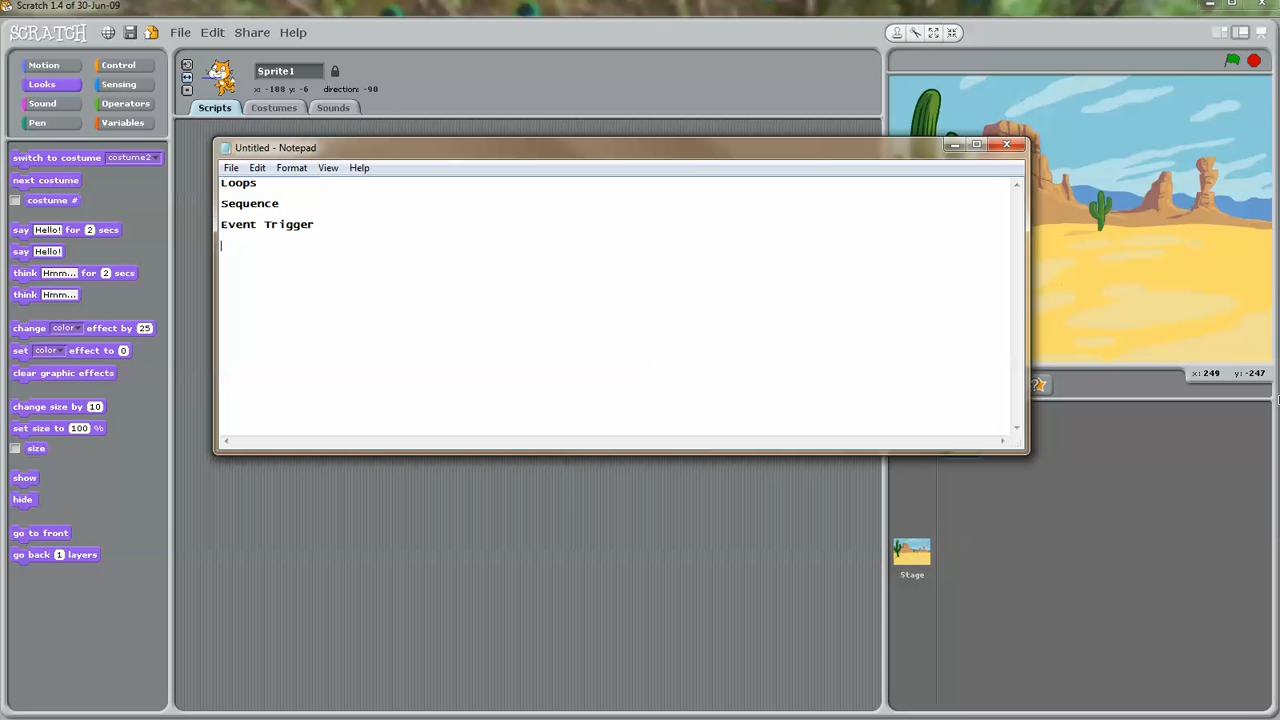 Scratch 1.4 of 30-Jun-09
SCRATCH File Edit Share Help
Motion Control
Looks Sensing
Sound Operators
Pen Variables
Sprite1
x: -188 y: -6 direction: -90
Scripts Costumes Sounds
switch to costume costume2
next costume
costume #
say Hello! for 2 secs
say Hello!
think Hmm... for 2 secs
think Hmm...
change color effect by 25
set color effect to 0
clear graphic effects
change size by 10
set size to 100 %
size
show
hide
go to front
go back 1 layers
Untitled - Notepad
File Edit Format View Help
Loops
Sequence
Event Trigger
x: 249 y: -247
?
Stage